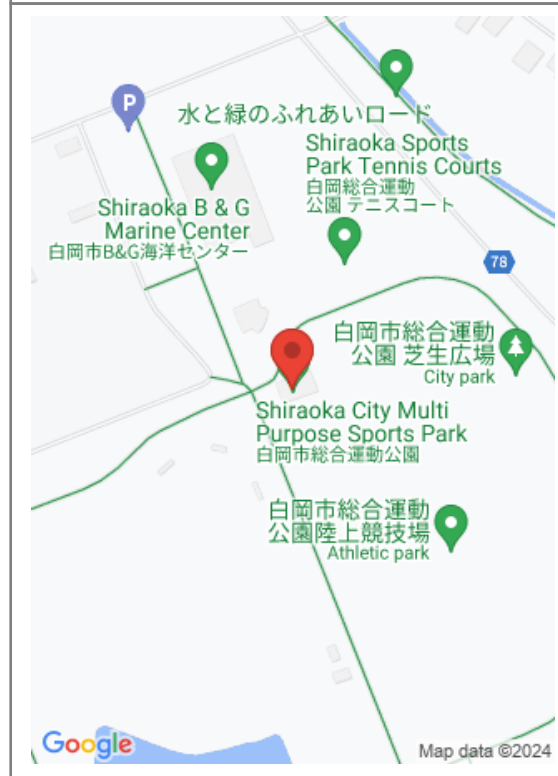 P
水と緑のふれあいロード
Shiraoka Sports
Park Tennis Courts
白岡総合運動
公園 テニスコート
Shiraoka B & G
Marine Center
白岡市B&G海洋センター
78
白岡市総合運動
公園 芝生広場
City park
Shiraoka City Multi
Purpose Sports Park
白岡市総合運動公園
白岡市総合運動
公園陸上競技場
Athletic park
Google
Map data ©2024